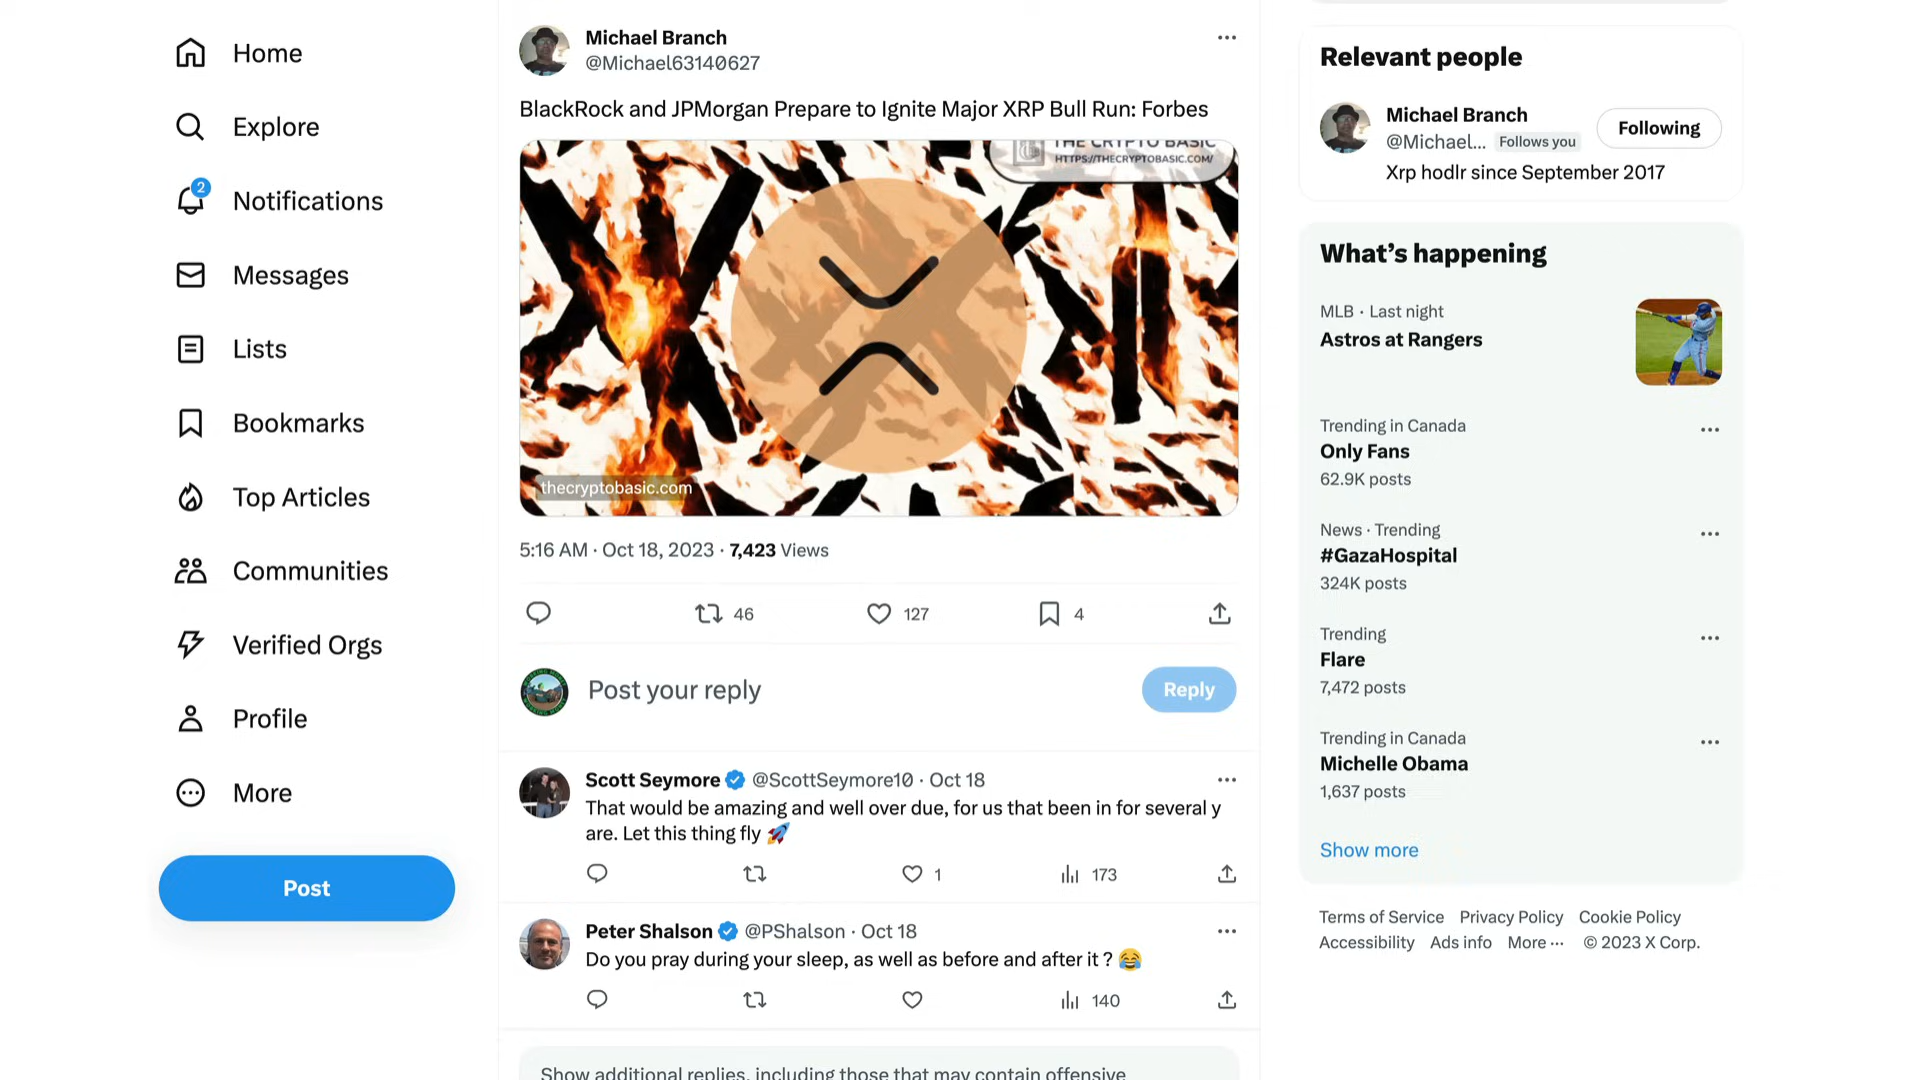 Home
Explore
2
Notifications
Messages
Lists
Bookmarks
Top Articles
Communities
Verified Orgs
Profile
More
Post
Michael Branch
@Michael63140627
BlackRock and JPMorgan Prepare to Ignite Major XRP Bull Run: Forbes
THE CRYPTO BASIC
HTTPS://THECRYPTOBASIC.COM/
thecryptobasic.com
5:16 AM · Oct 18, 2023 · 7,423 Views
46 127 4
Post your reply
Reply
Scott Seymore @ScottSeymore10 · Oct 18
That would be amazing and well over due, for us that been in for several y
are. Let this thing fly 🚀
1 173
Peter Shalson @PShalson · Oct 18
Do you pray during your sleep, as well as before and after it ? 😂
140
Show additional replies, including those that may contain offensive
Relevant people
Michael Branch
@Michael... Follows you
Following
Xrp hodlr since September 2017
What's happening
MLB · Last night
Astros at Rangers
Trending in Canada
Only Fans
62.9K posts
News · Trending
#GazaHospital
324K posts
Trending
Flare
7,472 posts
Trending in Canada
Michelle Obama
1,637 posts
Show more
Terms of Service Privacy Policy Cookie Policy
Accessibility Ads info More ··· © 2023 X Corp.